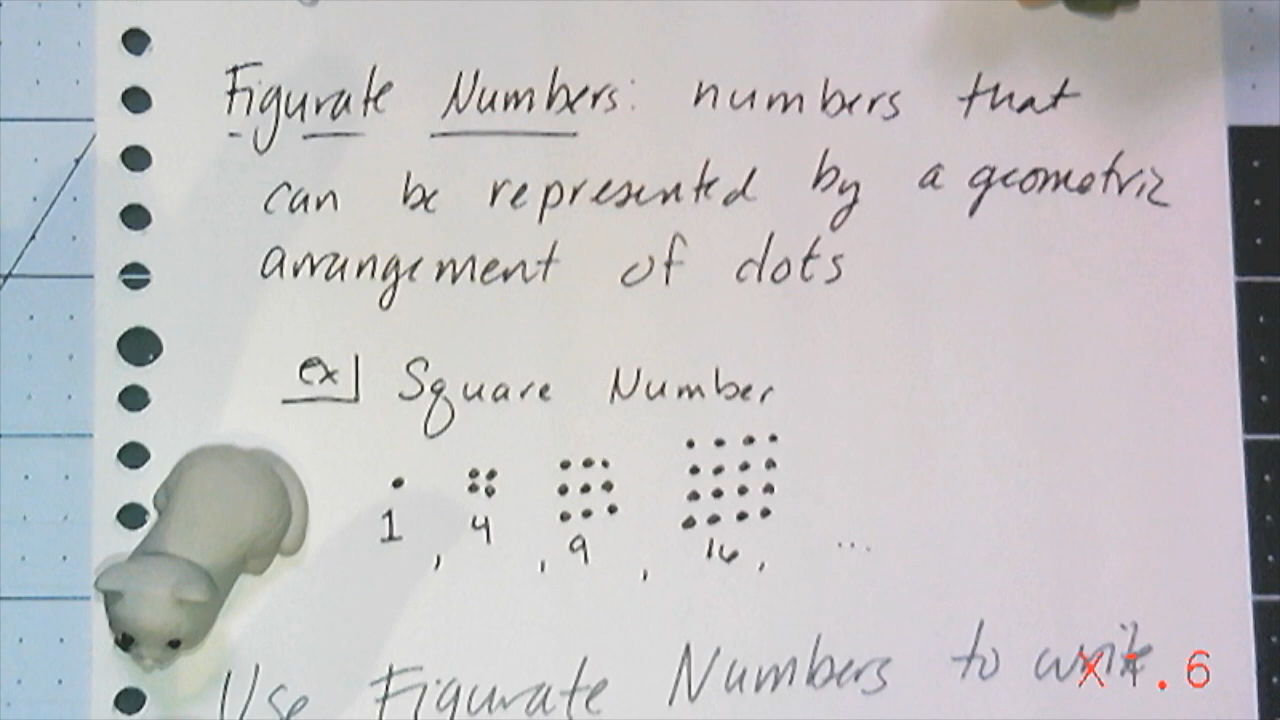 Figurate Numbers: numbers that
can be represented by a geometric
arrangement of dots
ex] Square Number
1, 4, 9, 16, ...
Use Figurate Numbers to write